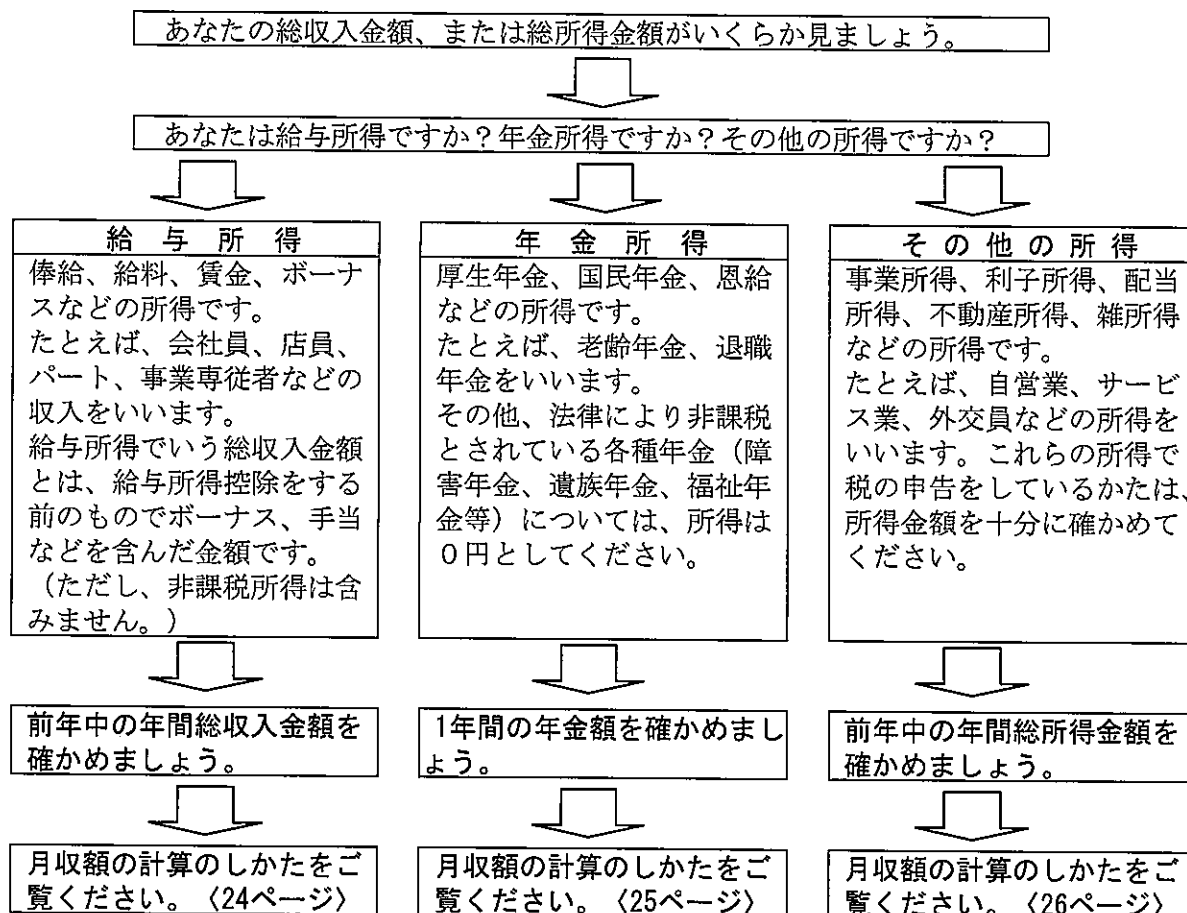 あなたの総収入金額、または総所得金額がいくらか見ましょう。
あなたは給与所得ですか？年金所得ですか？その他の所得ですか？
給与所得
俸給、給料、賃金、ボーナ
スなどの所得です。
たとえば、会社員、店員、
パート、事業専従者などの
収入をいいます。
給与所得でいう総収入金額
とは、給与所得控除をする
前のものでボーナス、手当
などを含んだ金額です。
（ただし、非課税所得は含
みません。）
前年中の年間総収入金額を
確かめましょう。
月収額の計算のしかたをご
覧ください。〈24ページ〉
年金所得
厚生年金、国民年金、恩給
などの所得です。
たとえば、老齢年金、退職
年金をいいます。
その他、法律により非課税
とされている各種年金（障
害年金、遺族年金、福祉年
金等）については、所得は
０円としてください。
1年間の年金額を確かめまし
ょう。
月収額の計算のしかたをご
覧ください。〈25ページ〉
その他の所得
事業所得、利子所得、配当
所得、不動産所得、雑所得
などの所得です。
たとえば、自営業、サービ
ス業、外交員などの所得を
いいます。これらの所得で
税の申告をしているかたは、
所得金額を十分に確かめて
ください。
前年中の年間総所得金額を
確かめましょう。
月収額の計算のしかたをご
覧ください。〈26ページ〉